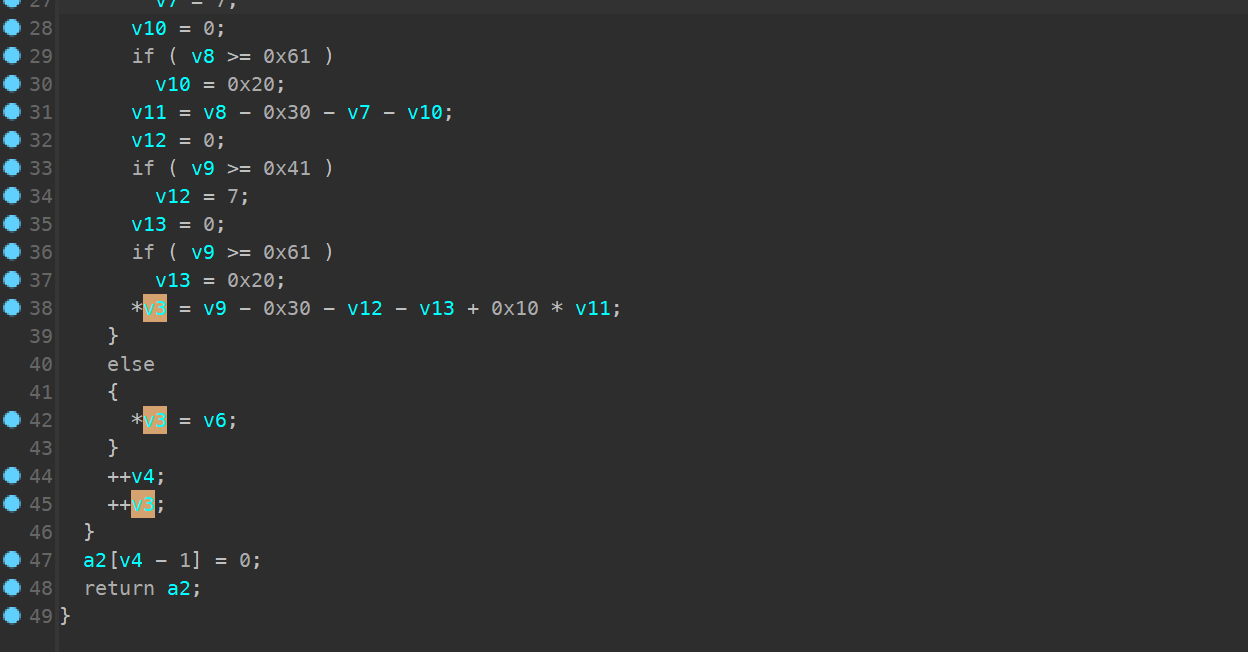 27 v7 = 7;
28 v10 = 0;
29 if ( v8 >= 0x61 )
30 v10 = 0x20;
31 v11 = v8 - 0x30 - v7 - v10;
32 v12 = 0;
33 if ( v9 >= 0x41 )
34 v12 = 7;
35 v13 = 0;
36 if ( v9 >= 0x61 )
37 v13 = 0x20;
38 *v3 = v9 - 0x30 - v12 - v13 + 0x10 * v11;
39 }
40 else
41 {
42 *v3 = v6;
43 }
44 ++v4;
45 ++v3;
46 }
47 a2[v4 - 1] = 0;
48 return a2;
49 }